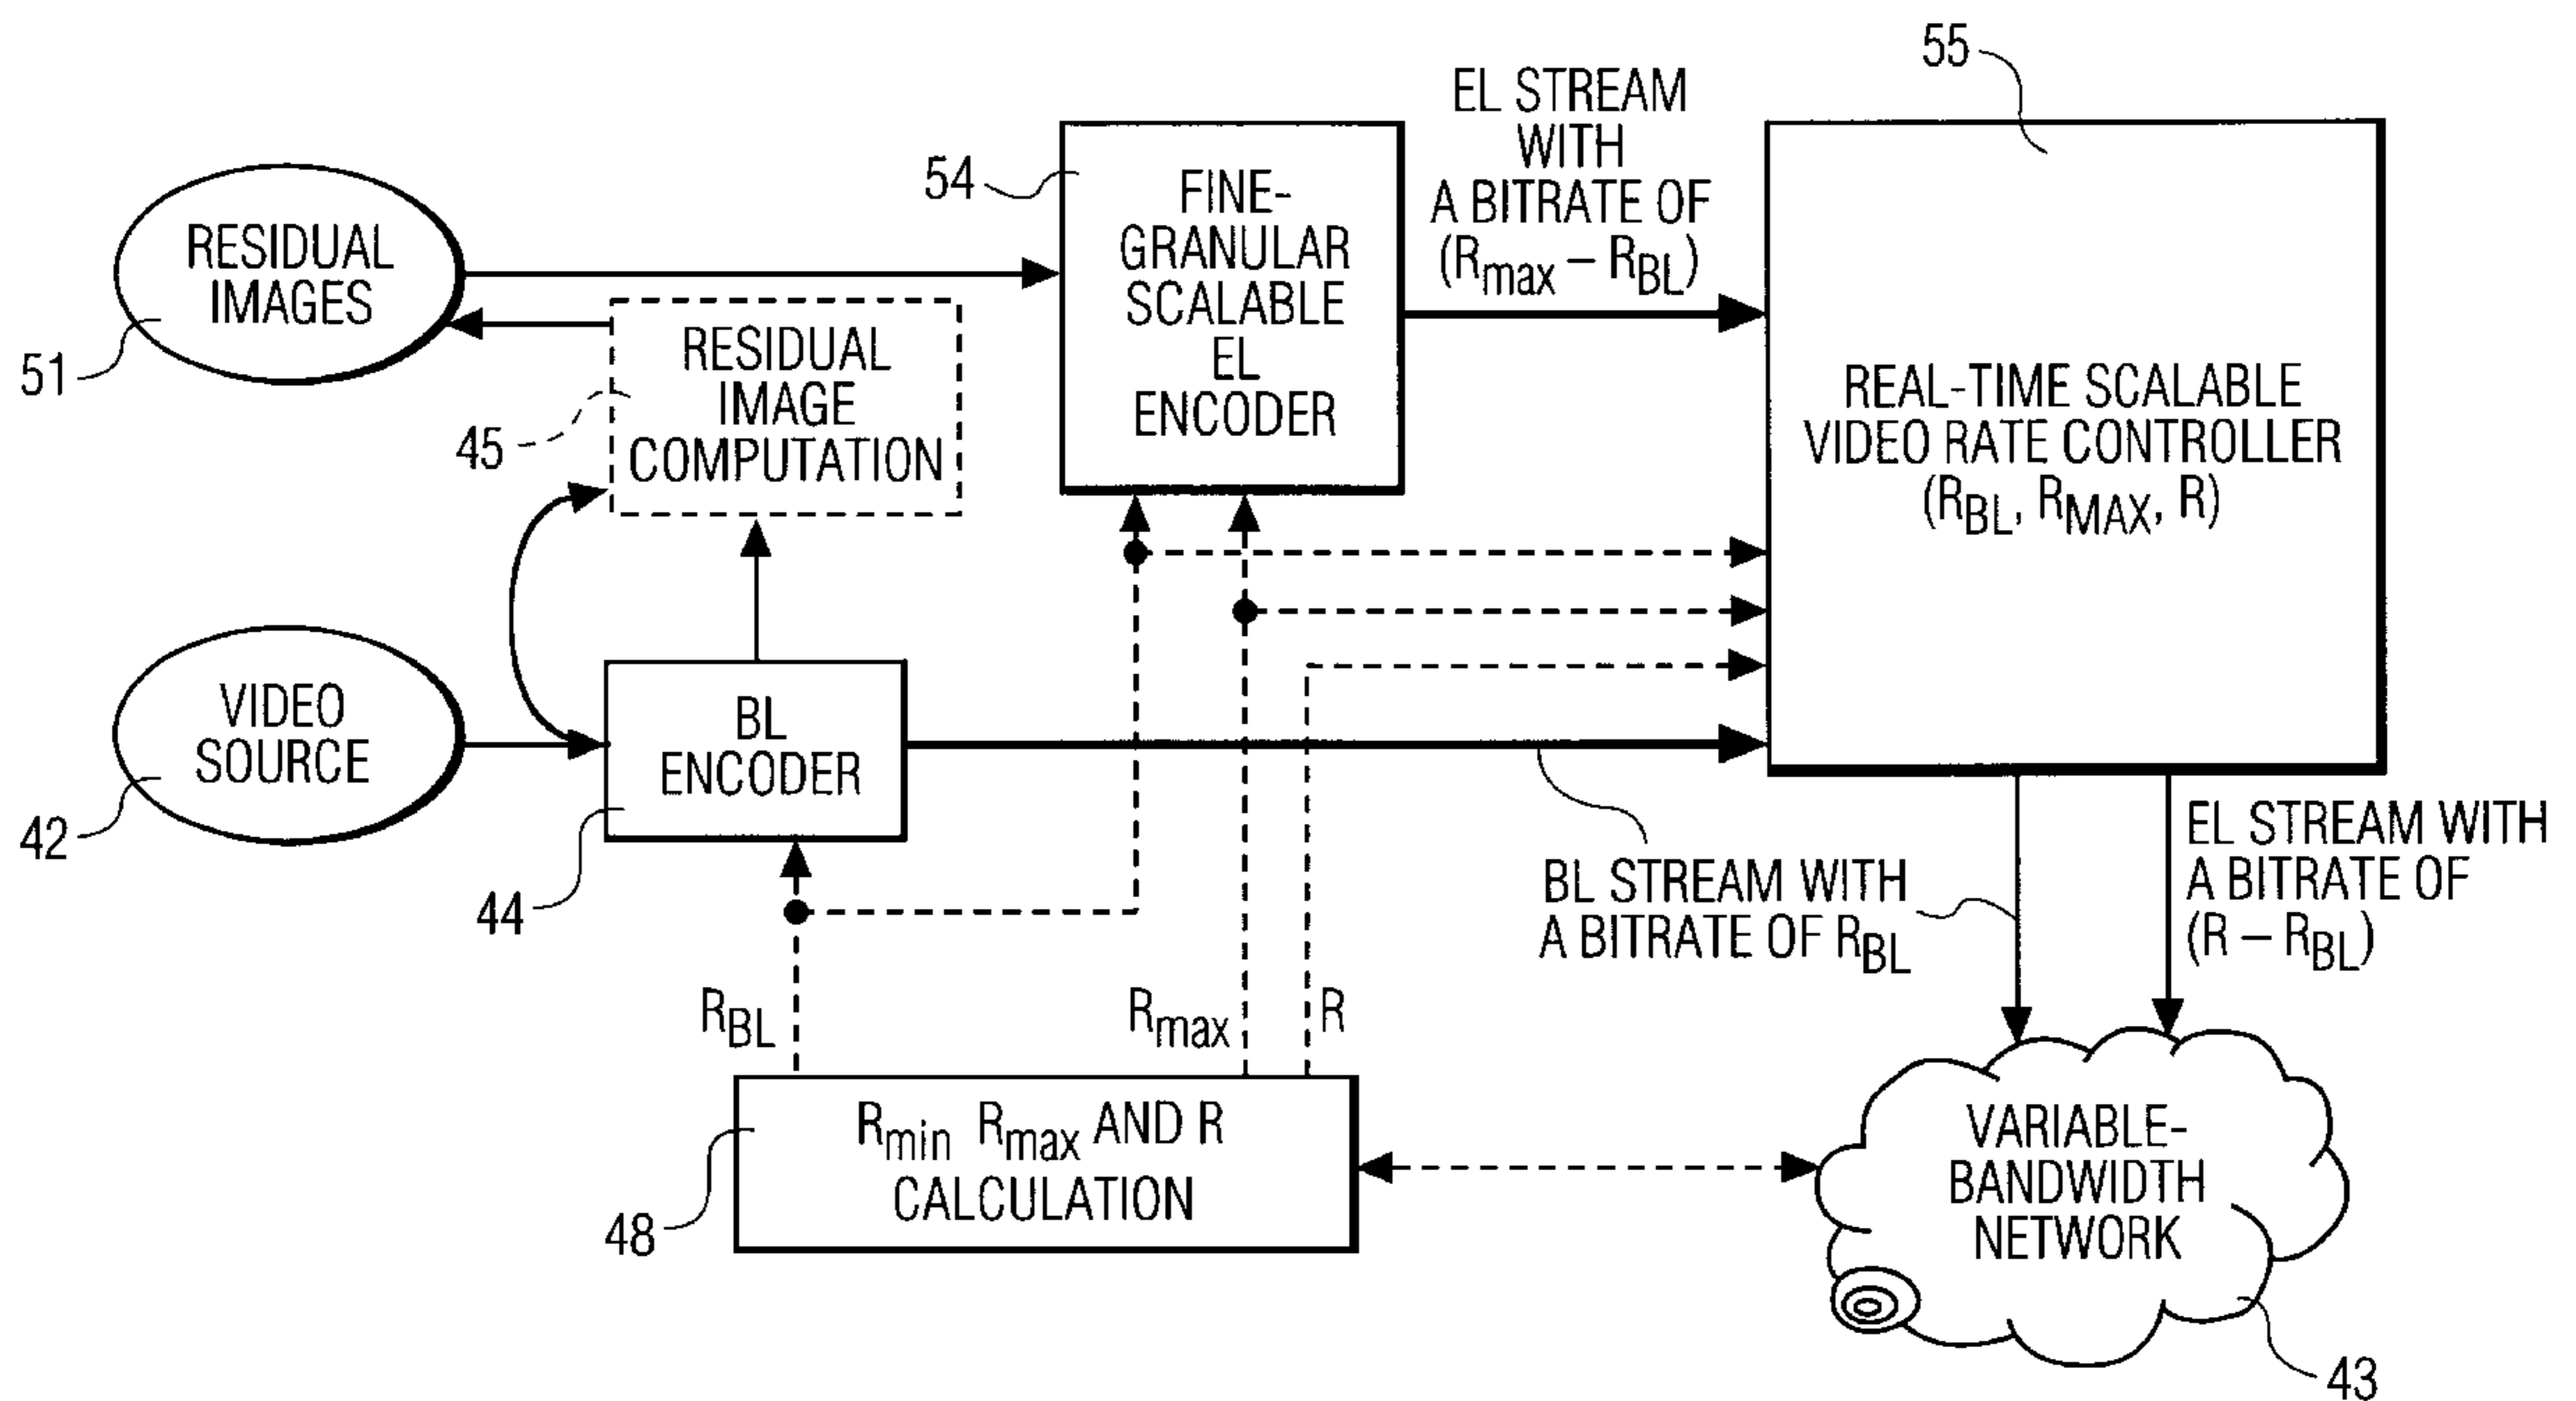 55
EL STREAM
WITH
A BITRATE OF
(Rmax – RBL)
54
FINE-
GRANULAR
SCALABLE
EL
ENCODER
RESIDUAL
IMAGES
51
RESIDUAL
IMAGE
COMPUTATION
45
REAL-TIME SCALABLE
VIDEO RATE CONTROLLER
(RBL, RMAX, R)
VIDEO
SOURCE
42
BL
ENCODER
44
BL STREAM WITH
A BITRATE OF RBL
EL STREAM WITH
A BITRATE OF
(R – RBL)
RBL
Rmax
R
Rmin Rmax AND R
CALCULATION
48
VARIABLE-
BANDWIDTH
NETWORK
43